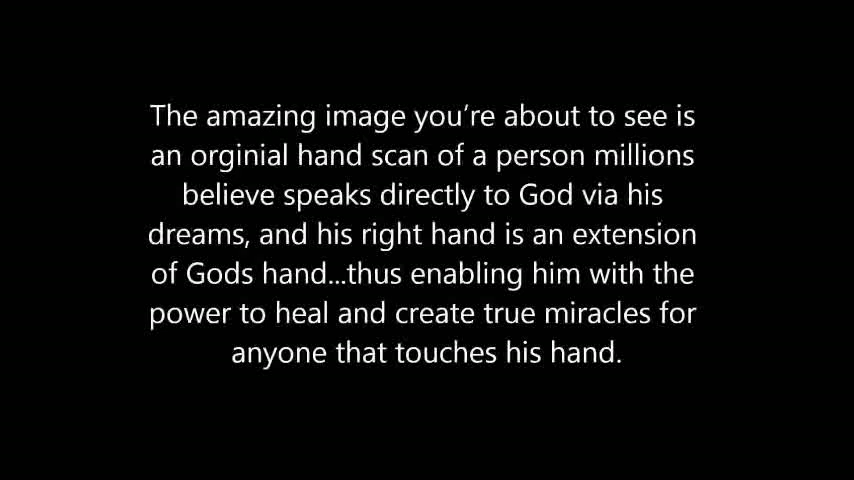 The amazing image you’re about to see is
an orginial hand scan of a person millions
believe speaks directly to God via his
dreams, and his right hand is an extension
of Gods hand...thus enabling him with the
power to heal and create true miracles for
anyone that touches his hand.